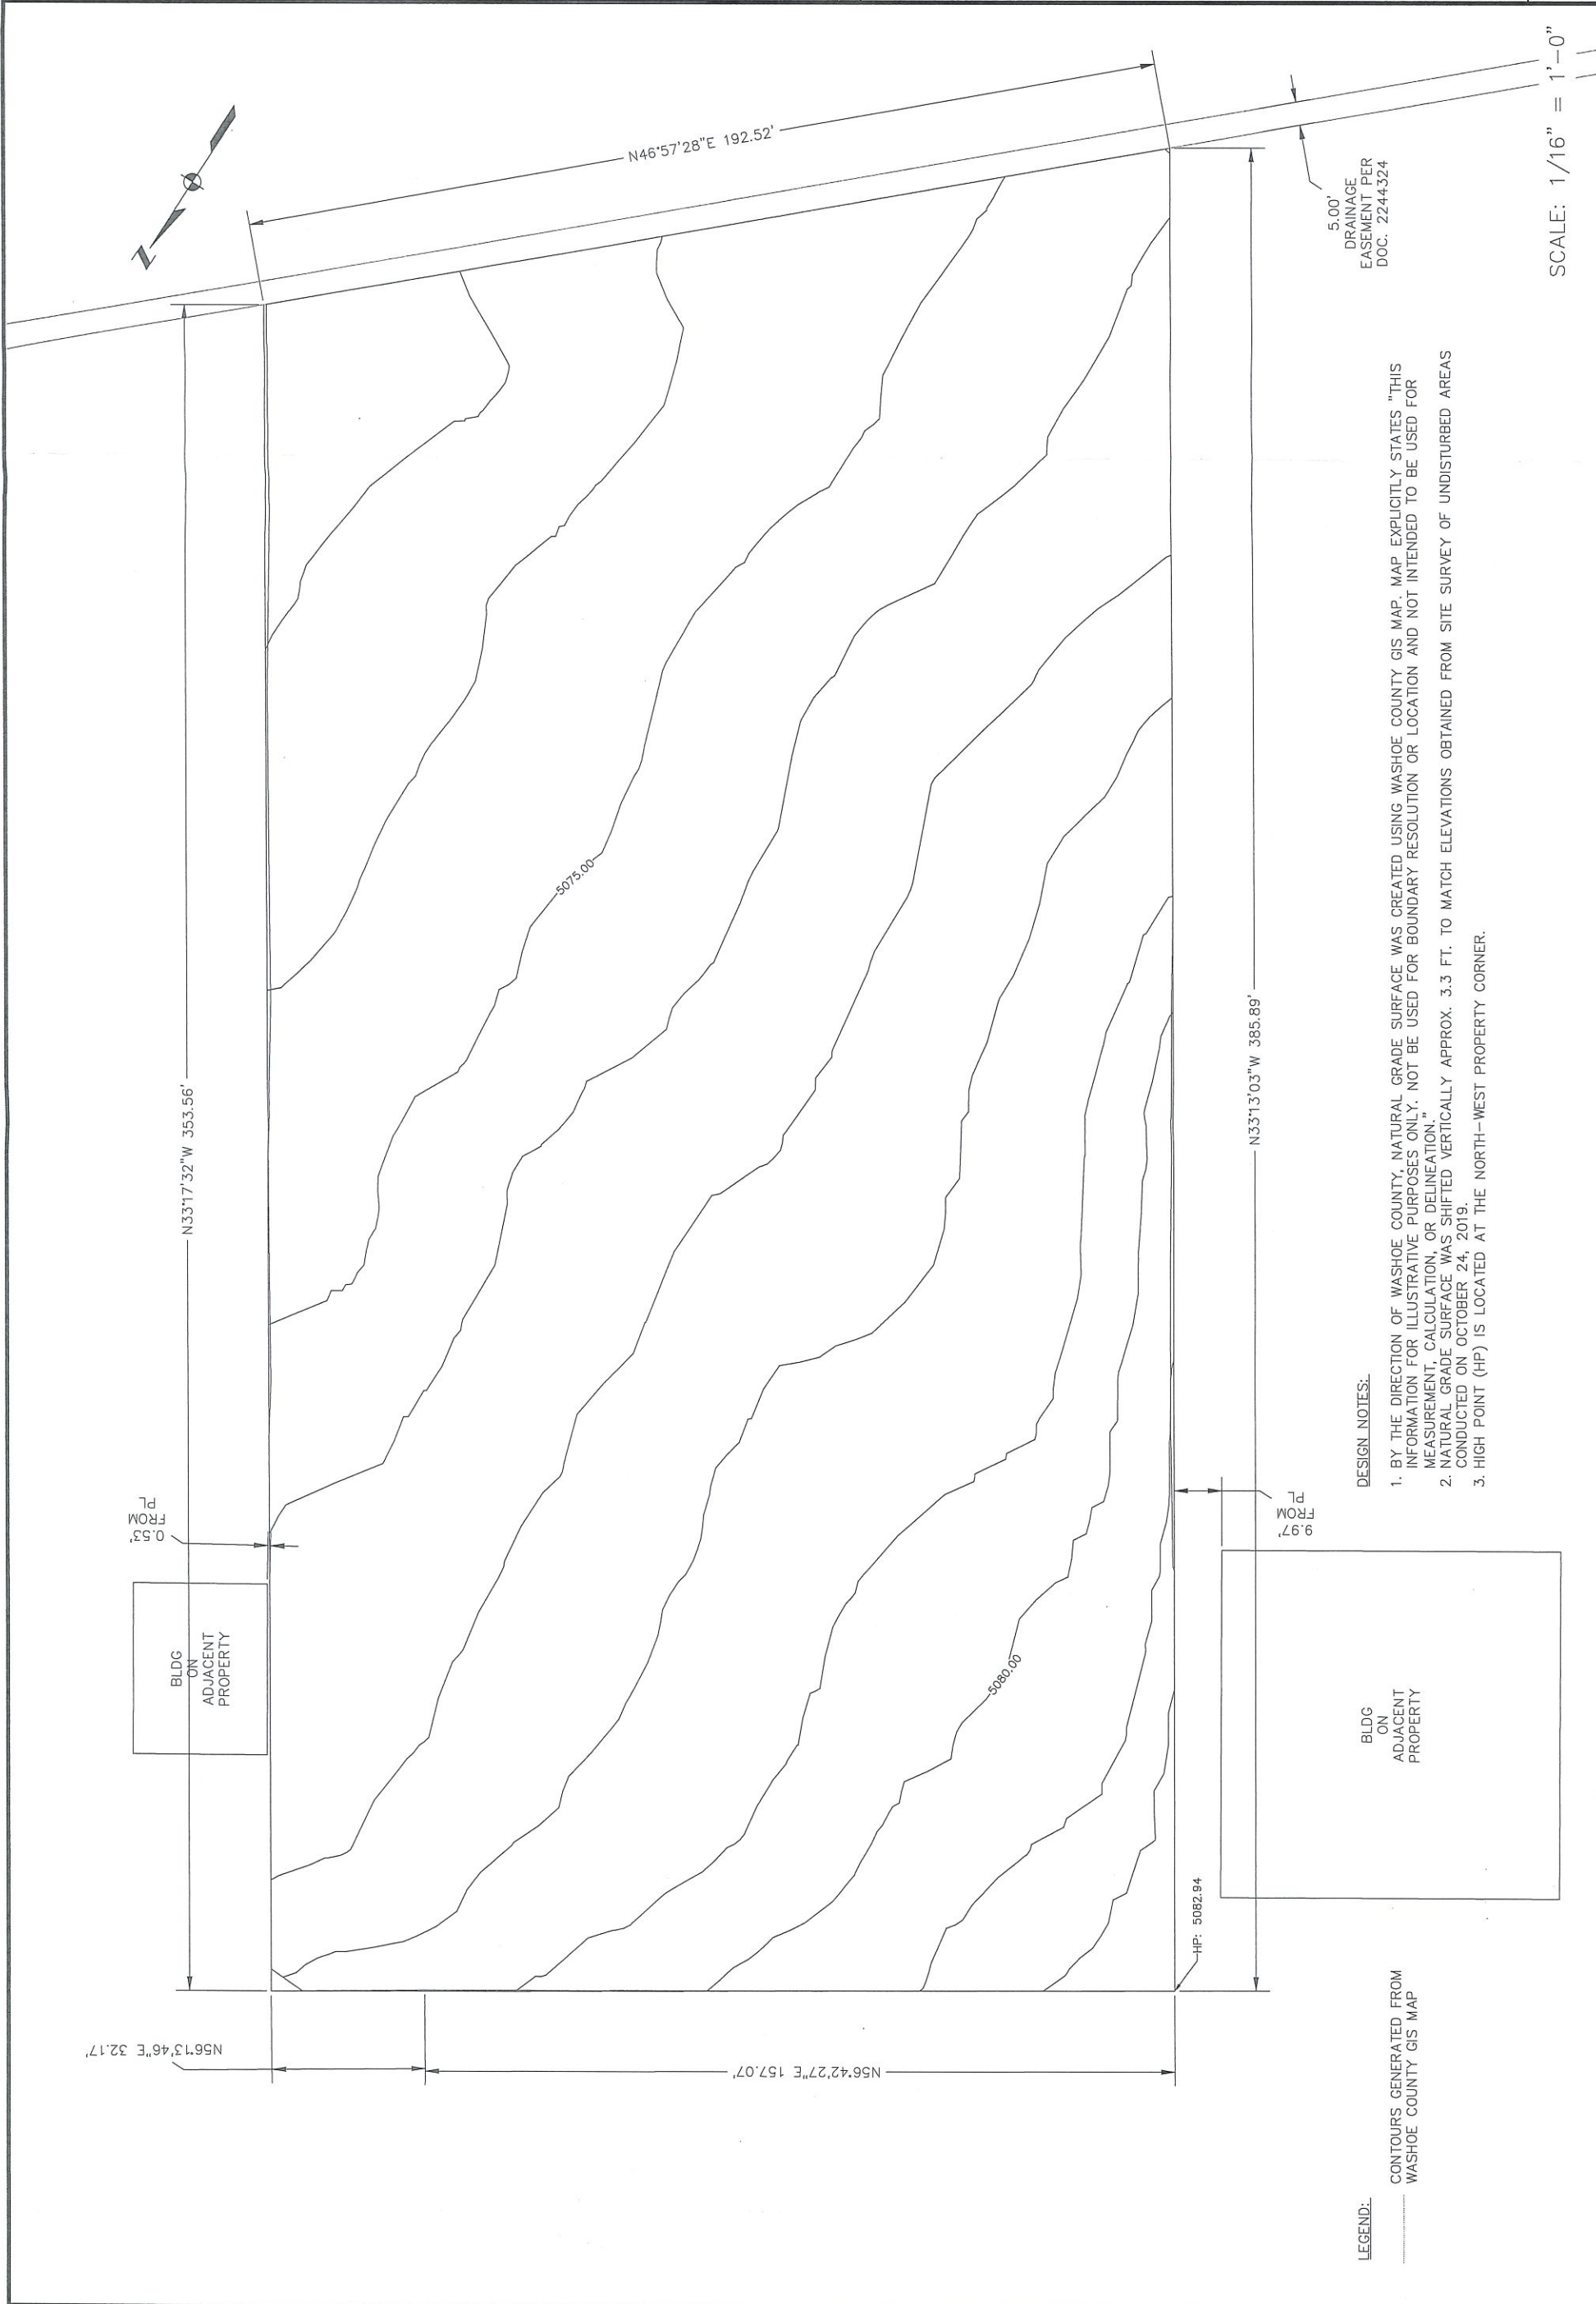 N
N46°57'28"E 192.52'
N33°17'32"W 353.56'
5075.00
5080.00
N33°13'03"W 385.89'
5.00'
DRAINAGE
EASEMENT PER
DOC. 2244324
0.53'
FROM
PL
9.97'
FROM
PL
BLDG
ON
ADJACENT
PROPERTY
BLDG
ON
ADJACENT
PROPERTY
HP: 5082.94
N56°13'46"E 32.17'
N56°42'27"E 157.07'
LEGEND:
CONTOURS GENERATED FROM
WASHOE COUNTY GIS MAP
DESIGN NOTES:
1. BY THE DIRECTION OF WASHOE COUNTY, NATURAL GRADE SURFACE WAS CREATED USING WASHOE COUNTY GIS MAP. MAP EXPLICITLY STATES "THIS
INFORMATION FOR ILLUSTRATIVE PURPOSES ONLY. NOT BE USED FOR BOUNDARY RESOLUTION OR LOCATION AND NOT INTENDED TO BE USED FOR
MEASUREMENT, CALCULATION, OR DELINEATION."
2. NATURAL GRADE SURFACE WAS SHIFTED VERTICALLY APPROX. 3.3 FT. TO MATCH ELEVATIONS OBTAINED FROM SITE SURVEY OF UNDISTURBED AREAS
CONDUCTED ON OCTOBER 24, 2019.
3. HIGH POINT (HP) IS LOCATED AT THE NORTH-WEST PROPERTY CORNER.
SCALE: 1/16" = 1'-0"